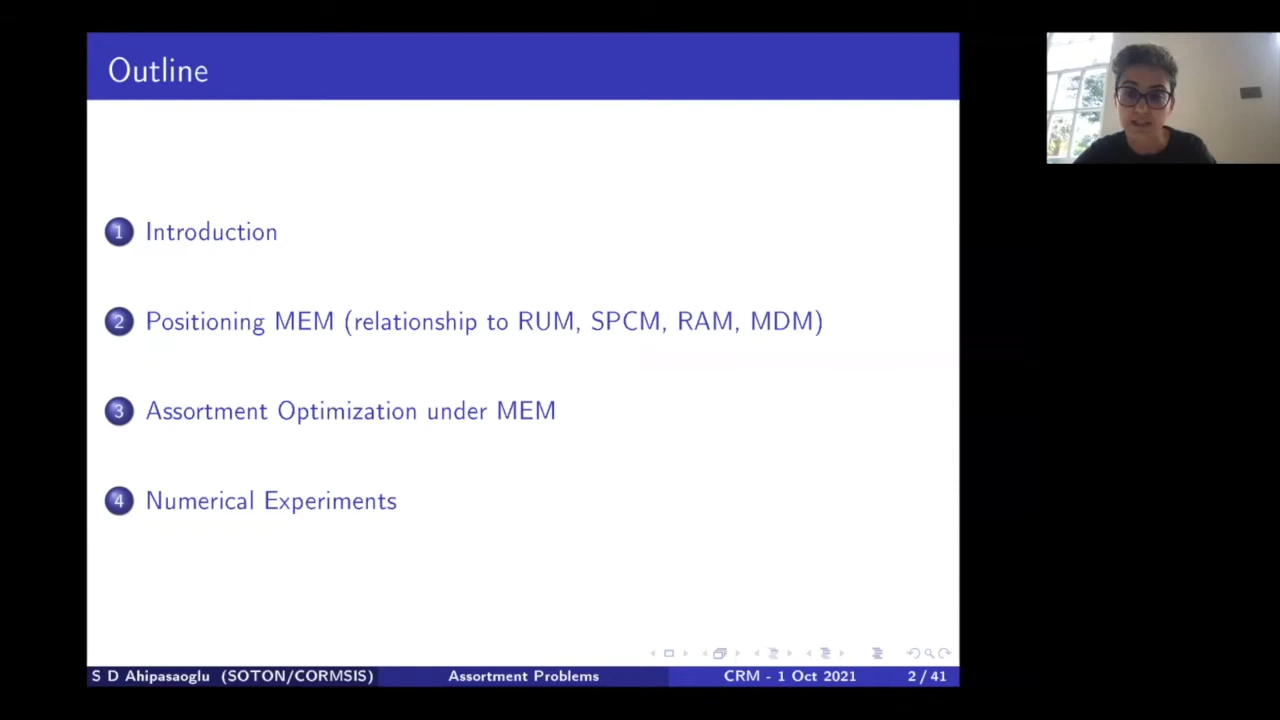 Outline
1 Introduction
2 Positioning MEM (relationship to RUM, SPCM, RAM, MDM)
3 Assortment Optimization under MEM
4 Numerical Experiments
S D Ahipasaoglu (SOTON/CORMSIS) Assortment Problems CRM - 1 Oct 2021 2 / 41